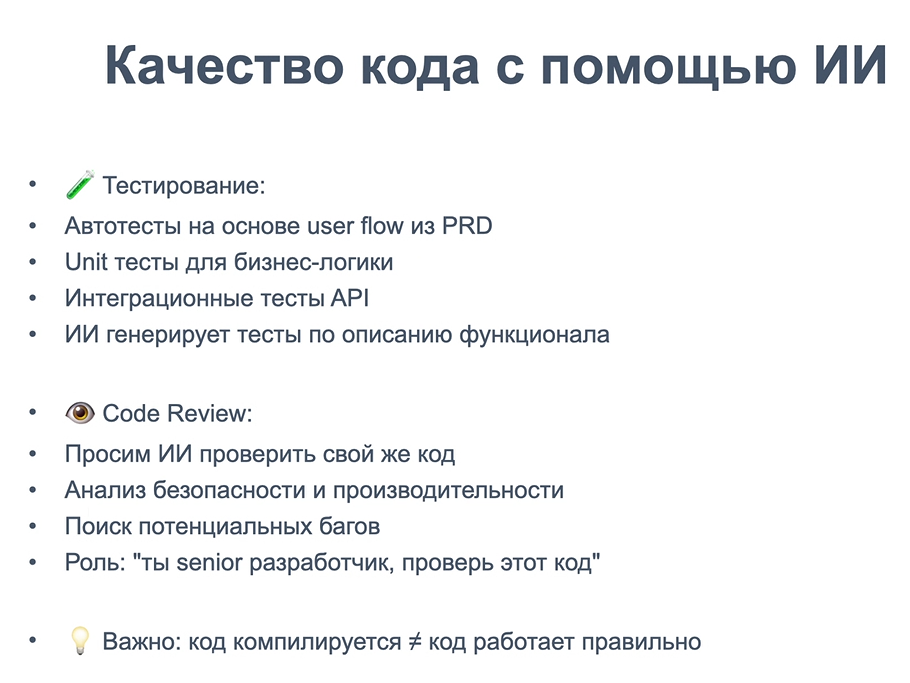 Качество кода с помощью ИИ
• 🧪 Тестирование:
• Автотесты на основе user flow из PRD
• Unit тесты для бизнес-логики
• Интеграционные тесты API
• ИИ генерирует тесты по описанию функционала
• 👁️ Code Review:
• Просим ИИ проверить свой же код
• Анализ безопасности и производительности
• Поиск потенциальных багов
• Роль: "ты senior разработчик, проверь этот код"
• 💡 Важно: код компилируется ≠ код работает правильно